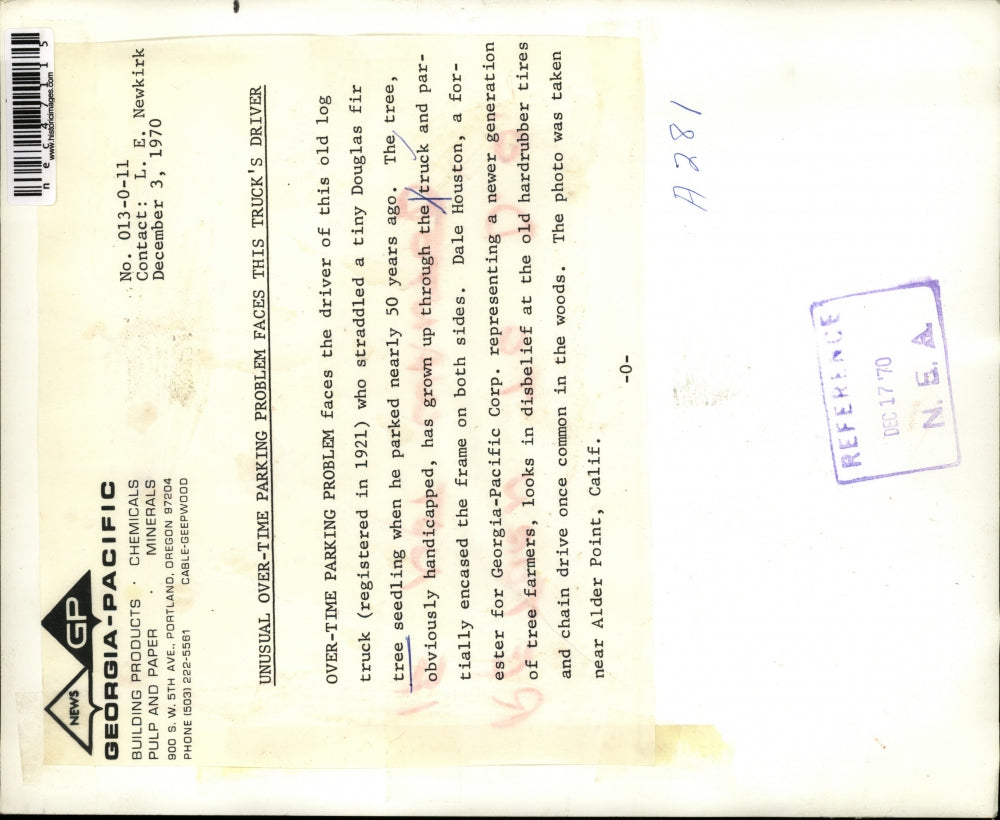 NEWS GP
GEORGIA-PACIFIC
BUILDING PRODUCTS · CHEMICALS
PULP AND PAPER · MINERALS
900 S. W. 5TH AVE., PORTLAND, OREGON 97204
PHONE (503) 222-5561 CABLE-GEEPWOOD
No. 013-0-11
Contact: L. E. Newkirk
December 3, 1970
UNUSUAL OVER-TIME PARKING PROBLEM FACES THIS TRUCK'S DRIVER
OVER-TIME PARKING PROBLEM faces the driver of this old log
truck (registered in 1921) who straddled a tiny Douglas fir
tree seedling when he parked nearly 50 years ago. The tree,
obviously handicapped, has grown up through the truck and par-
tially encased the frame on both sides. Dale Houston, a for-
ester for Georgia-Pacific Corp. representing a newer generation
of tree farmers, looks in disbelief at the old hardrubber tires
and chain drive once common in the woods. The photo was taken
near Alder Point, Calif.
-0-
A281
REFERENCE
DEC 17 '70
N. E. A.
nec47115
www.historicimages.com